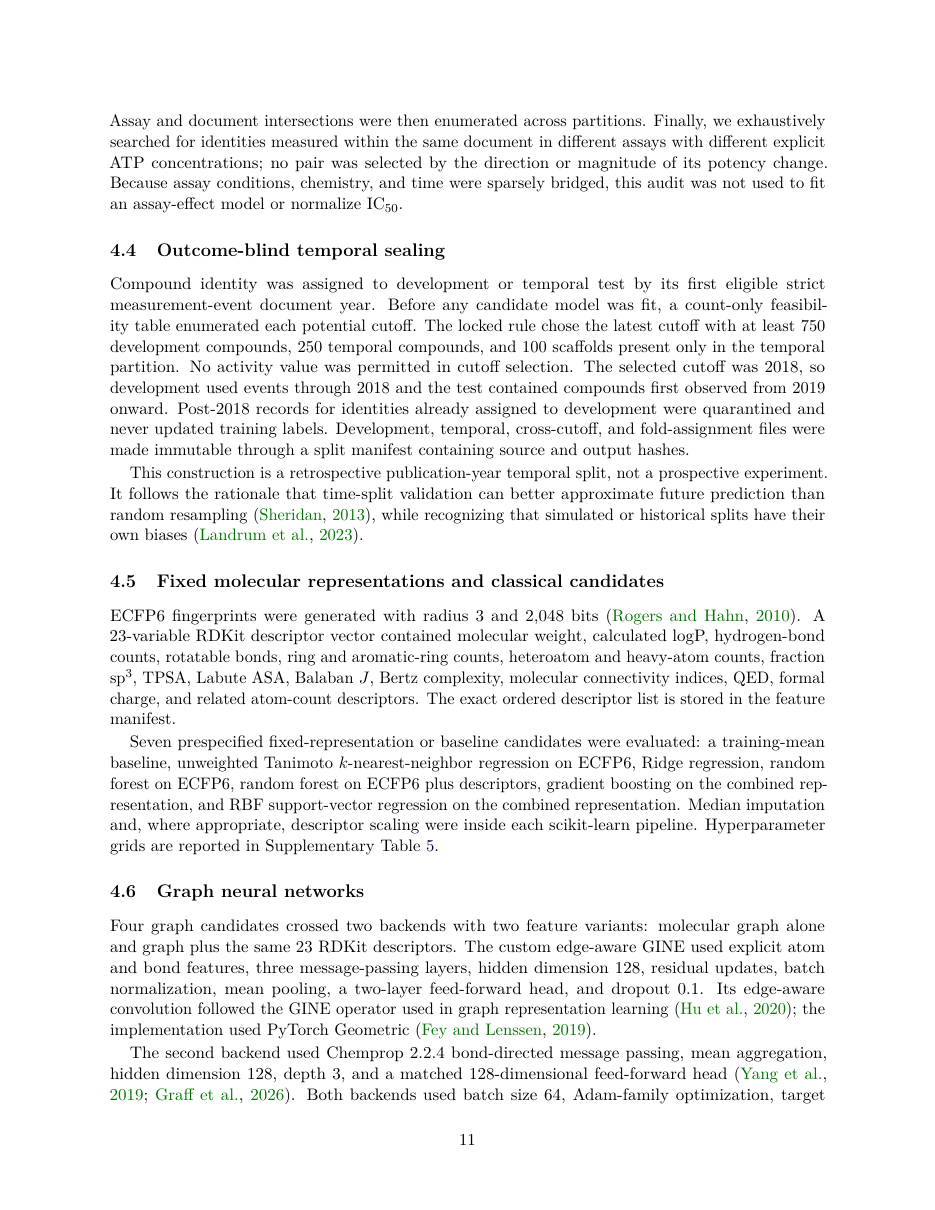 Assay and document intersections were then enumerated across partitions. Finally, we exhaustively
searched for identities measured within the same document in different assays with different explicit
ATP concentrations; no pair was selected by the direction or magnitude of its potency change.
Because assay conditions, chemistry, and time were sparsely bridged, this audit was not used to fit
an assay-effect model or normalize IC50.
4.4 Outcome-blind temporal sealing
Compound identity was assigned to development or temporal test by its first eligible strict
measurement-event document year. Before any candidate model was fit, a count-only feasibil-
ity table enumerated each potential cutoff. The locked rule chose the latest cutoff with at least 750
development compounds, 250 temporal compounds, and 100 scaffolds present only in the temporal
partition. No activity value was permitted in cutoff selection. The selected cutoff was 2018, so
development used events through 2018 and the test contained compounds first observed from 2019
onward. Post-2018 records for identities already assigned to development were quarantined and
never updated training labels. Development, temporal, cross-cutoff, and fold-assignment files were
made immutable through a split manifest containing source and output hashes.
This construction is a retrospective publication-year temporal split, not a prospective experiment.
It follows the rationale that time-split validation can better approximate future prediction than
random resampling (Sheridan, 2013), while recognizing that simulated or historical splits have their
own biases (Landrum et al., 2023).
4.5 Fixed molecular representations and classical candidates
ECFP6 fingerprints were generated with radius 3 and 2,048 bits (Rogers and Hahn, 2010). A
23-variable RDKit descriptor vector contained molecular weight, calculated logP, hydrogen-bond
counts, rotatable bonds, ring and aromatic-ring counts, heteroatom and heavy-atom counts, fraction
sp3, TPSA, Labute ASA, Balaban J, Bertz complexity, molecular connectivity indices, QED, formal
charge, and related atom-count descriptors. The exact ordered descriptor list is stored in the feature
manifest.
Seven prespecified fixed-representation or baseline candidates were evaluated: a training-mean
baseline, unweighted Tanimoto k-nearest-neighbor regression on ECFP6, Ridge regression, random
forest on ECFP6, random forest on ECFP6 plus descriptors, gradient boosting on the combined rep-
resentation, and RBF support-vector regression on the combined representation. Median imputation
and, where appropriate, descriptor scaling were inside each scikit-learn pipeline. Hyperparameter
grids are reported in Supplementary Table 5.
4.6 Graph neural networks
Four graph candidates crossed two backends with two feature variants: molecular graph alone
and graph plus the same 23 RDKit descriptors. The custom edge-aware GINE used explicit atom
and bond features, three message-passing layers, hidden dimension 128, residual updates, batch
normalization, mean pooling, a two-layer feed-forward head, and dropout 0.1. Its edge-aware
convolution followed the GINE operator used in graph representation learning (Hu et al., 2020); the
implementation used PyTorch Geometric (Fey and Lenssen, 2019).
The second backend used Chemprop 2.2.4 bond-directed message passing, mean aggregation,
hidden dimension 128, depth 3, and a matched 128-dimensional feed-forward head (Yang et al.,
2019; Graff et al., 2026). Both backends used batch size 64, Adam-family optimization, target
11